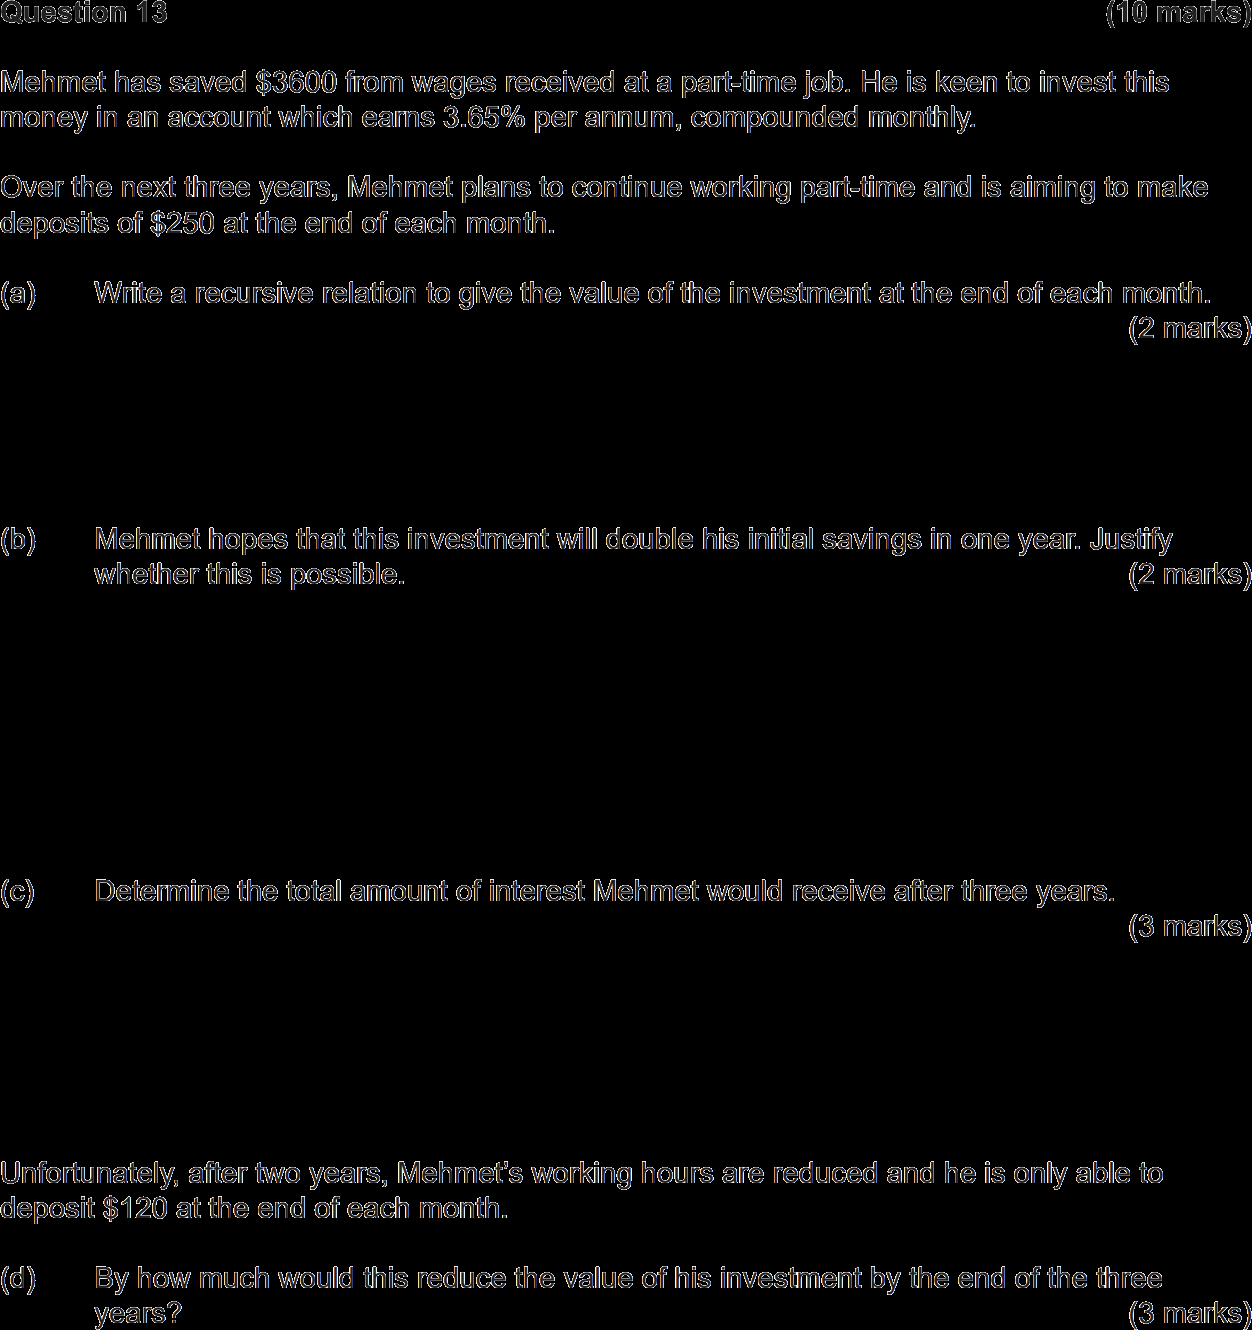 Question 13 (10 marks)
Mehmet has saved $3600 from wages received at a part-time job. He is keen to invest this
money in an account which earns 3.65% per annum, compounded monthly.
Over the next three years, Mehmet plans to continue working part-time and is aiming to make
deposits of $250 at the end of each month.
(a) Write a recursive relation to give the value of the investment at the end of each month.
(2 marks)
(b) Mehmet hopes that this investment will double his initial savings in one year. Justify
whether this is possible. (2 marks)
(c) Determine the total amount of interest Mehmet would receive after three years.
(3 marks)
Unfortunately, after two years, Mehmet's working hours are reduced and he is only able to
deposit $120 at the end of each month.
(d) By how much would this reduce the value of his investment by the end of the three
years? (3 marks)